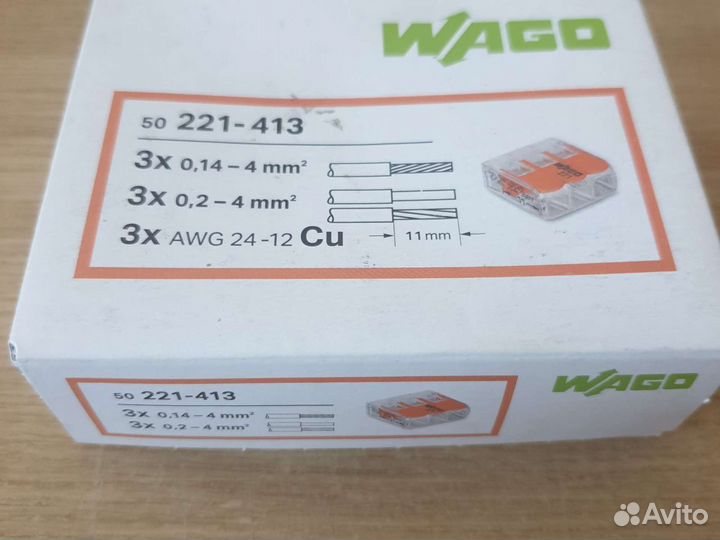 WAGO
50 221-413
3x 0,14 – 4 mm²
3x 0,2 – 4 mm²
3x AWG 24 -12 Cu
11 mm
WAGO
50 221-413
3x 0,14 – 4 mm²
3x 0,2 – 4 mm²
WAGO
Avito